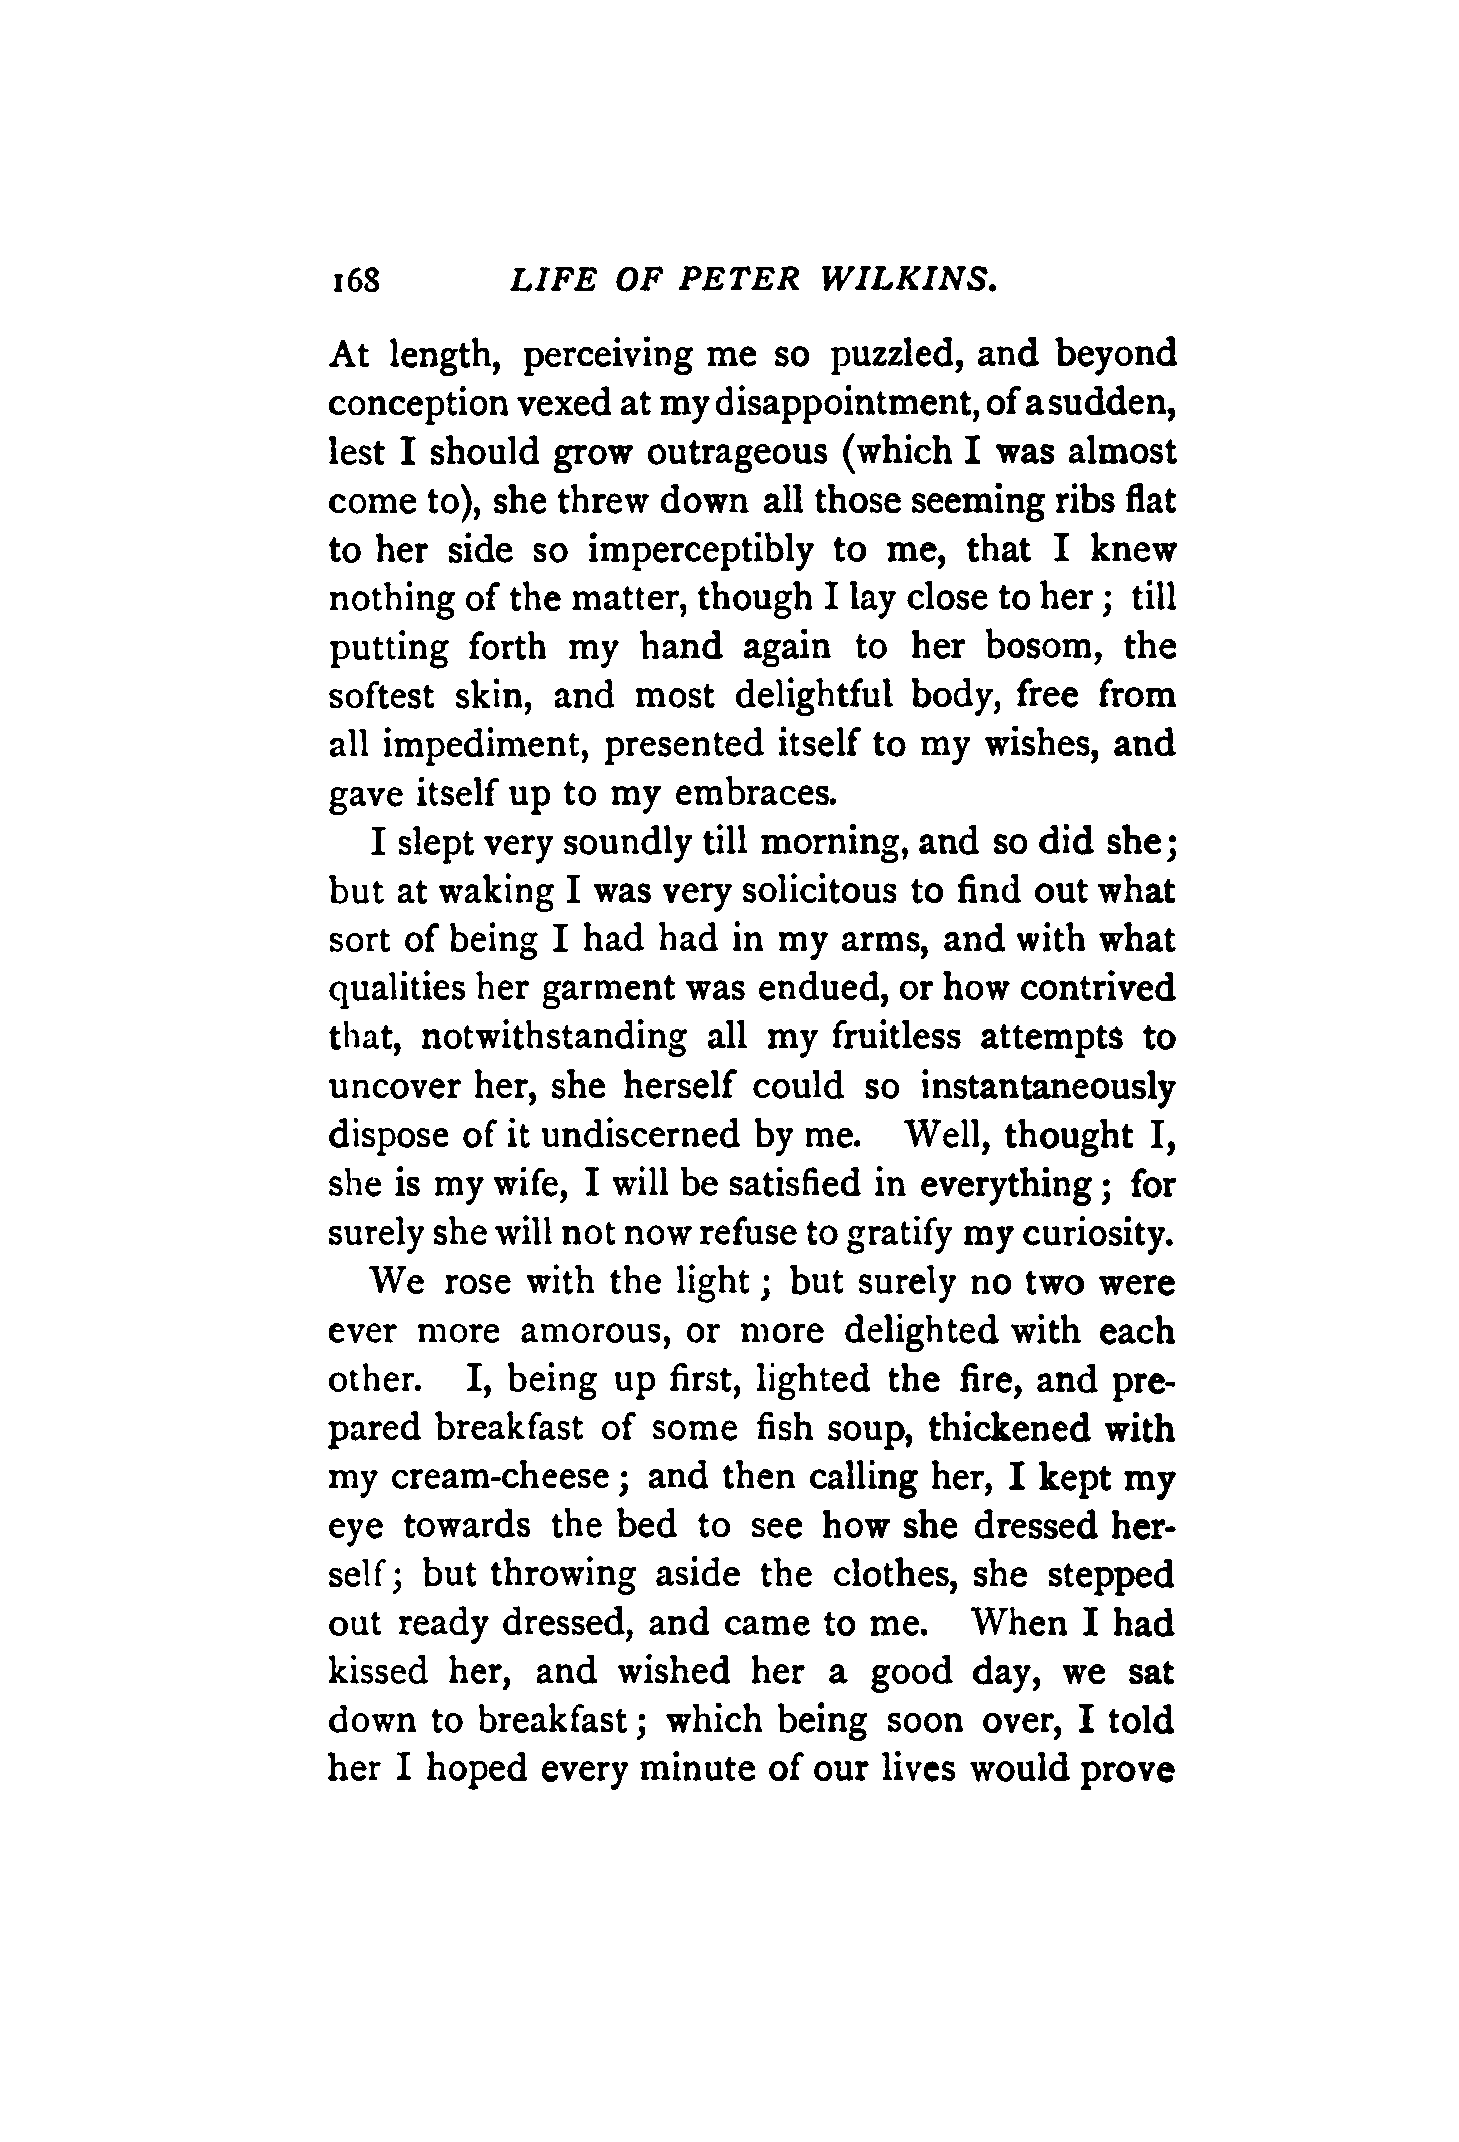 168 LIFE OF PETER WILKINS.
At length, perceiving me so puzzled, and beyond
conception vexed at my disappointment, of a sudden,
lest I should grow outrageous (which I was almost
come to), she threw down all those seeming ribs flat
to her side so imperceptibly to me, that I knew
nothing of the matter, though I lay close to her; till
putting forth my hand again to her bosom, the
softest skin, and most delightful body, free from
all impediment, presented itself to my wishes, and
gave itself up to my embraces.
I slept very soundly till morning, and so did she;
but at waking I was very solicitous to find out what
sort of being I had had in my arms, and with what
qualities her garment was endued, or how contrived
that, notwithstanding all my fruitless attempts to
uncover her, she herself could so instantaneously
dispose of it undiscerned by me. Well, thought I,
she is my wife, I will be satisfied in everything; for
surely she will not now refuse to gratify my curiosity.
We rose with the light; but surely no two were
ever more amorous, or more delighted with each
other. I, being up first, lighted the fire, and pre-
pared breakfast of some fish soup, thickened with
my cream-cheese; and then calling her, I kept my
eye towards the bed to see how she dressed her-
self; but throwing aside the clothes, she stepped
out ready dressed, and came to me. When I had
kissed her, and wished her a good day, we sat
down to breakfast; which being soon over, I told
her I hoped every minute of our lives would prove